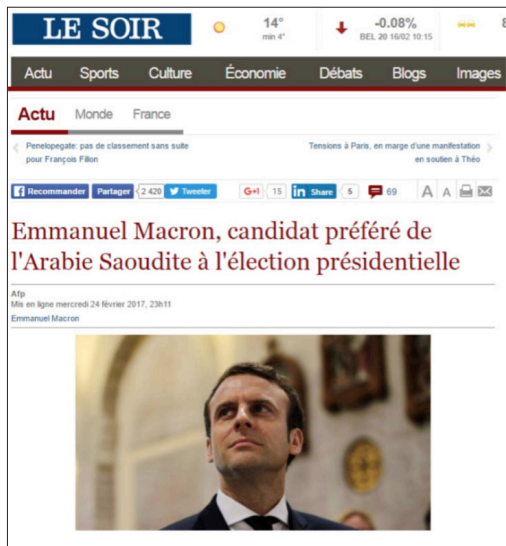 LE SOIR
14° -0.08% 8
min 4° BEL 20 16/02 10:15
Actu Sports Culture Économie Débats Blogs Images
Actu Monde France
Penelopegate: pas de classement sans suite
pour François Fillon
Tensions à Paris, en marge d'une manifestation
en soutien à Théo
Recommander Partager 2 420 Tweeter G+1 15 in Share 5 69 A A
Emmanuel Macron, candidat préféré de
l'Arabie Saoudite à l'élection présidentielle
Afp
Mis en ligne mercredi 24 février 2017, 23h11
Emmanuel Macron